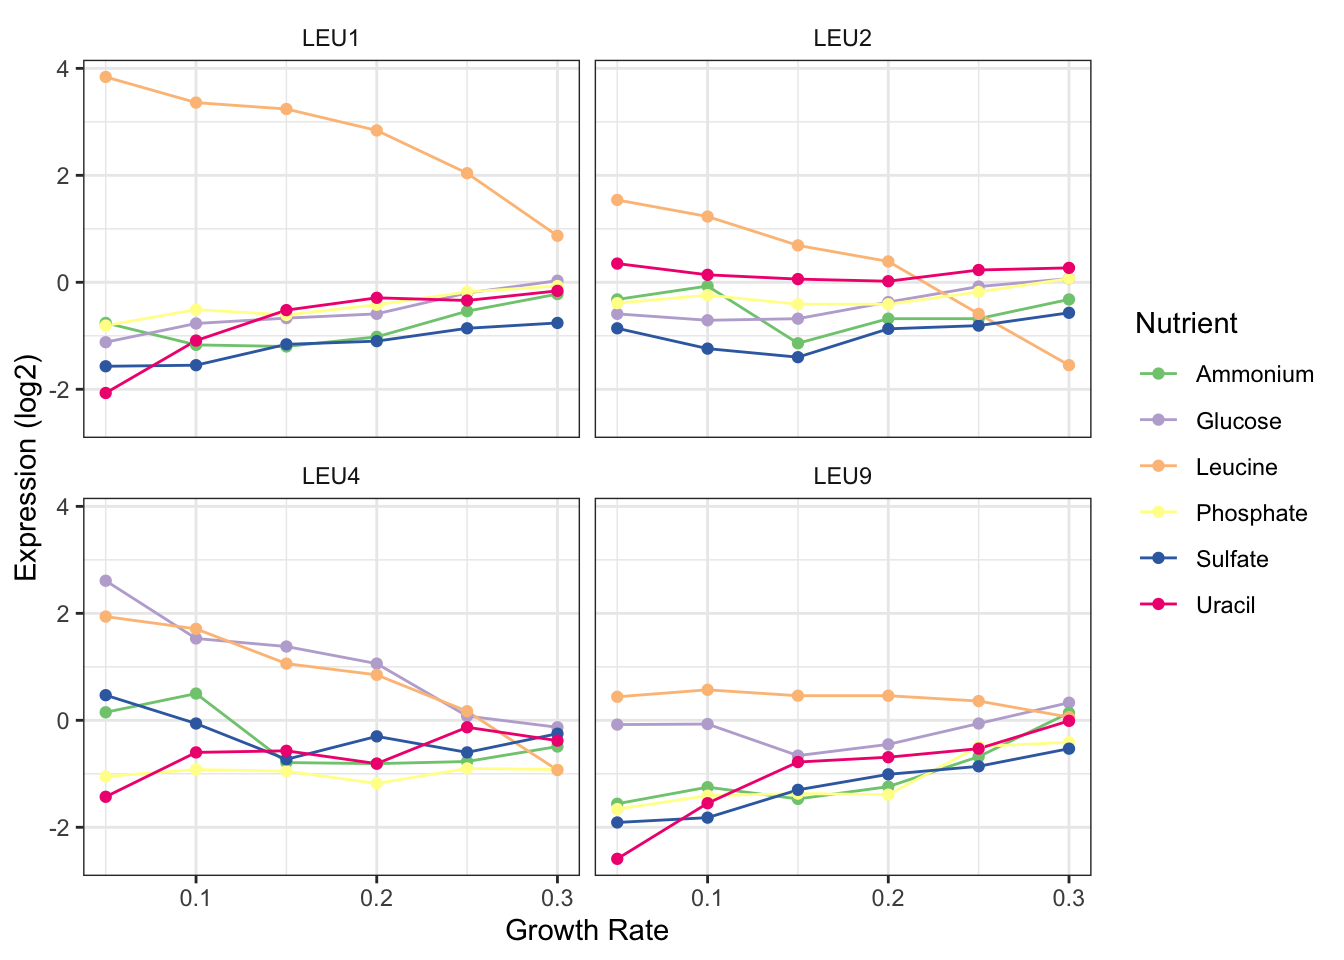 LEU1
LEU2
4
2
0
-2
LEU4
LEU9
4
2
0
-2
0.1
0.2
0.3
0.1
0.2
0.3
Growth Rate
Expression (log2)
Nutrient
Ammonium
Glucose
Leucine
Phosphate
Sulfate
Uracil